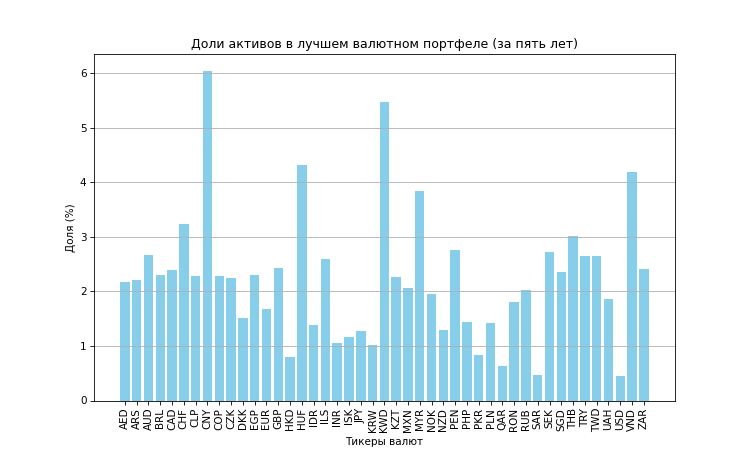 Доли активов в лучшем валютном портфеле (за пять лет)
Доля (%)
6
5
4
3
2
1
0
AED
ARS
AUD
BRL
CAD
CHF
CLP
CNY
COP
CZK
DKK
EGP
EUR
GBP
HKD
HUF
IDR
ILS
INR
ISK
JPY
KRW
KWD
KZT
MXN
MYR
NOK
NZD
PEN
PHP
PKR
PLN
QAR
RON
RUB
SAR
SEK
SGD
THB
TRY
TWD
UAH
USD
VND
ZAR
Тикеры валют